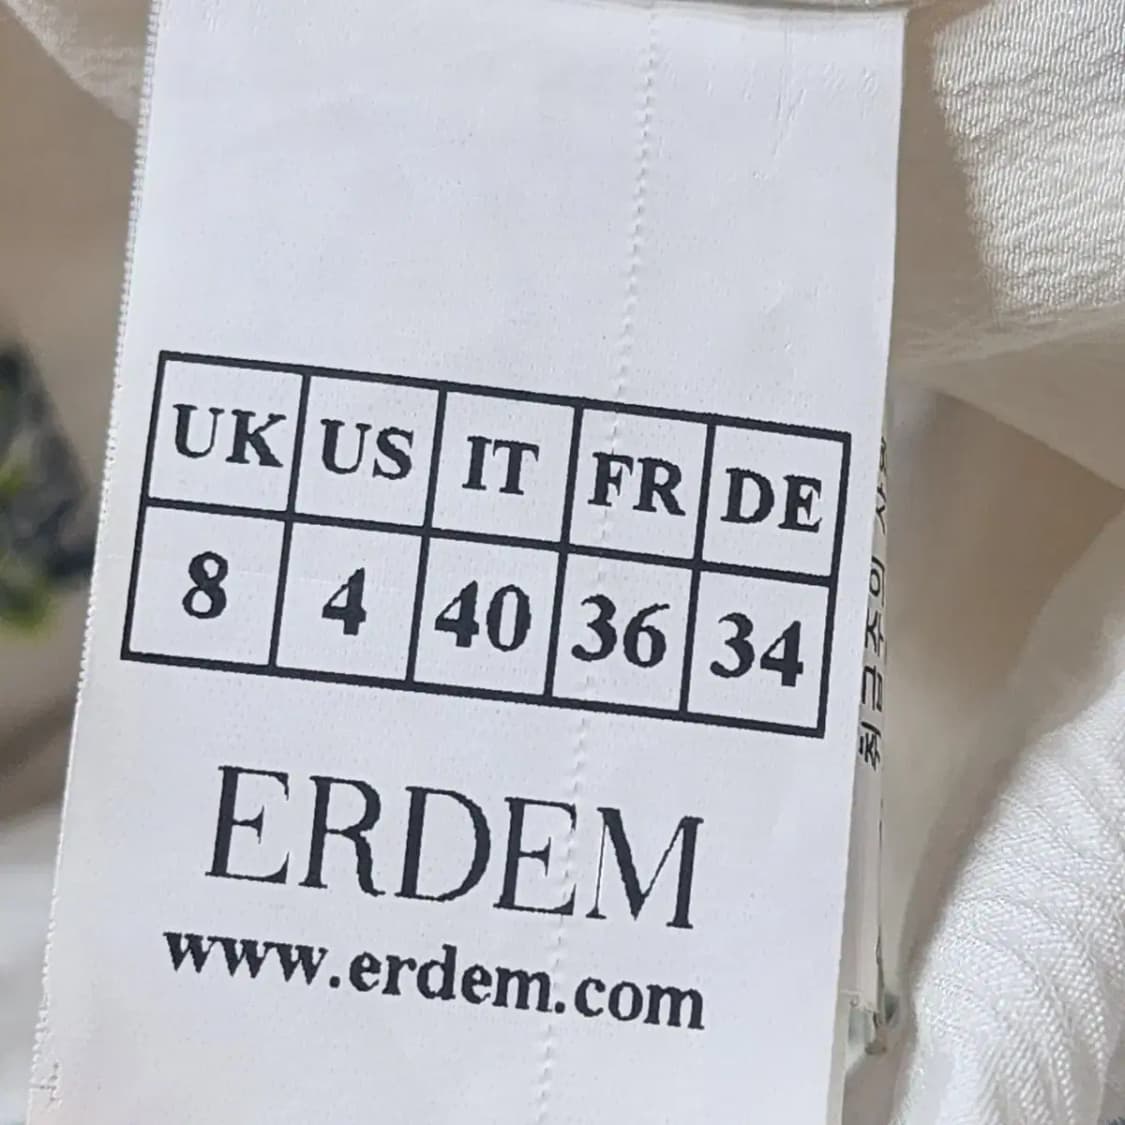 UK US IT FR DE
8 4 40 36 34
ERDEM
www.erdem.com